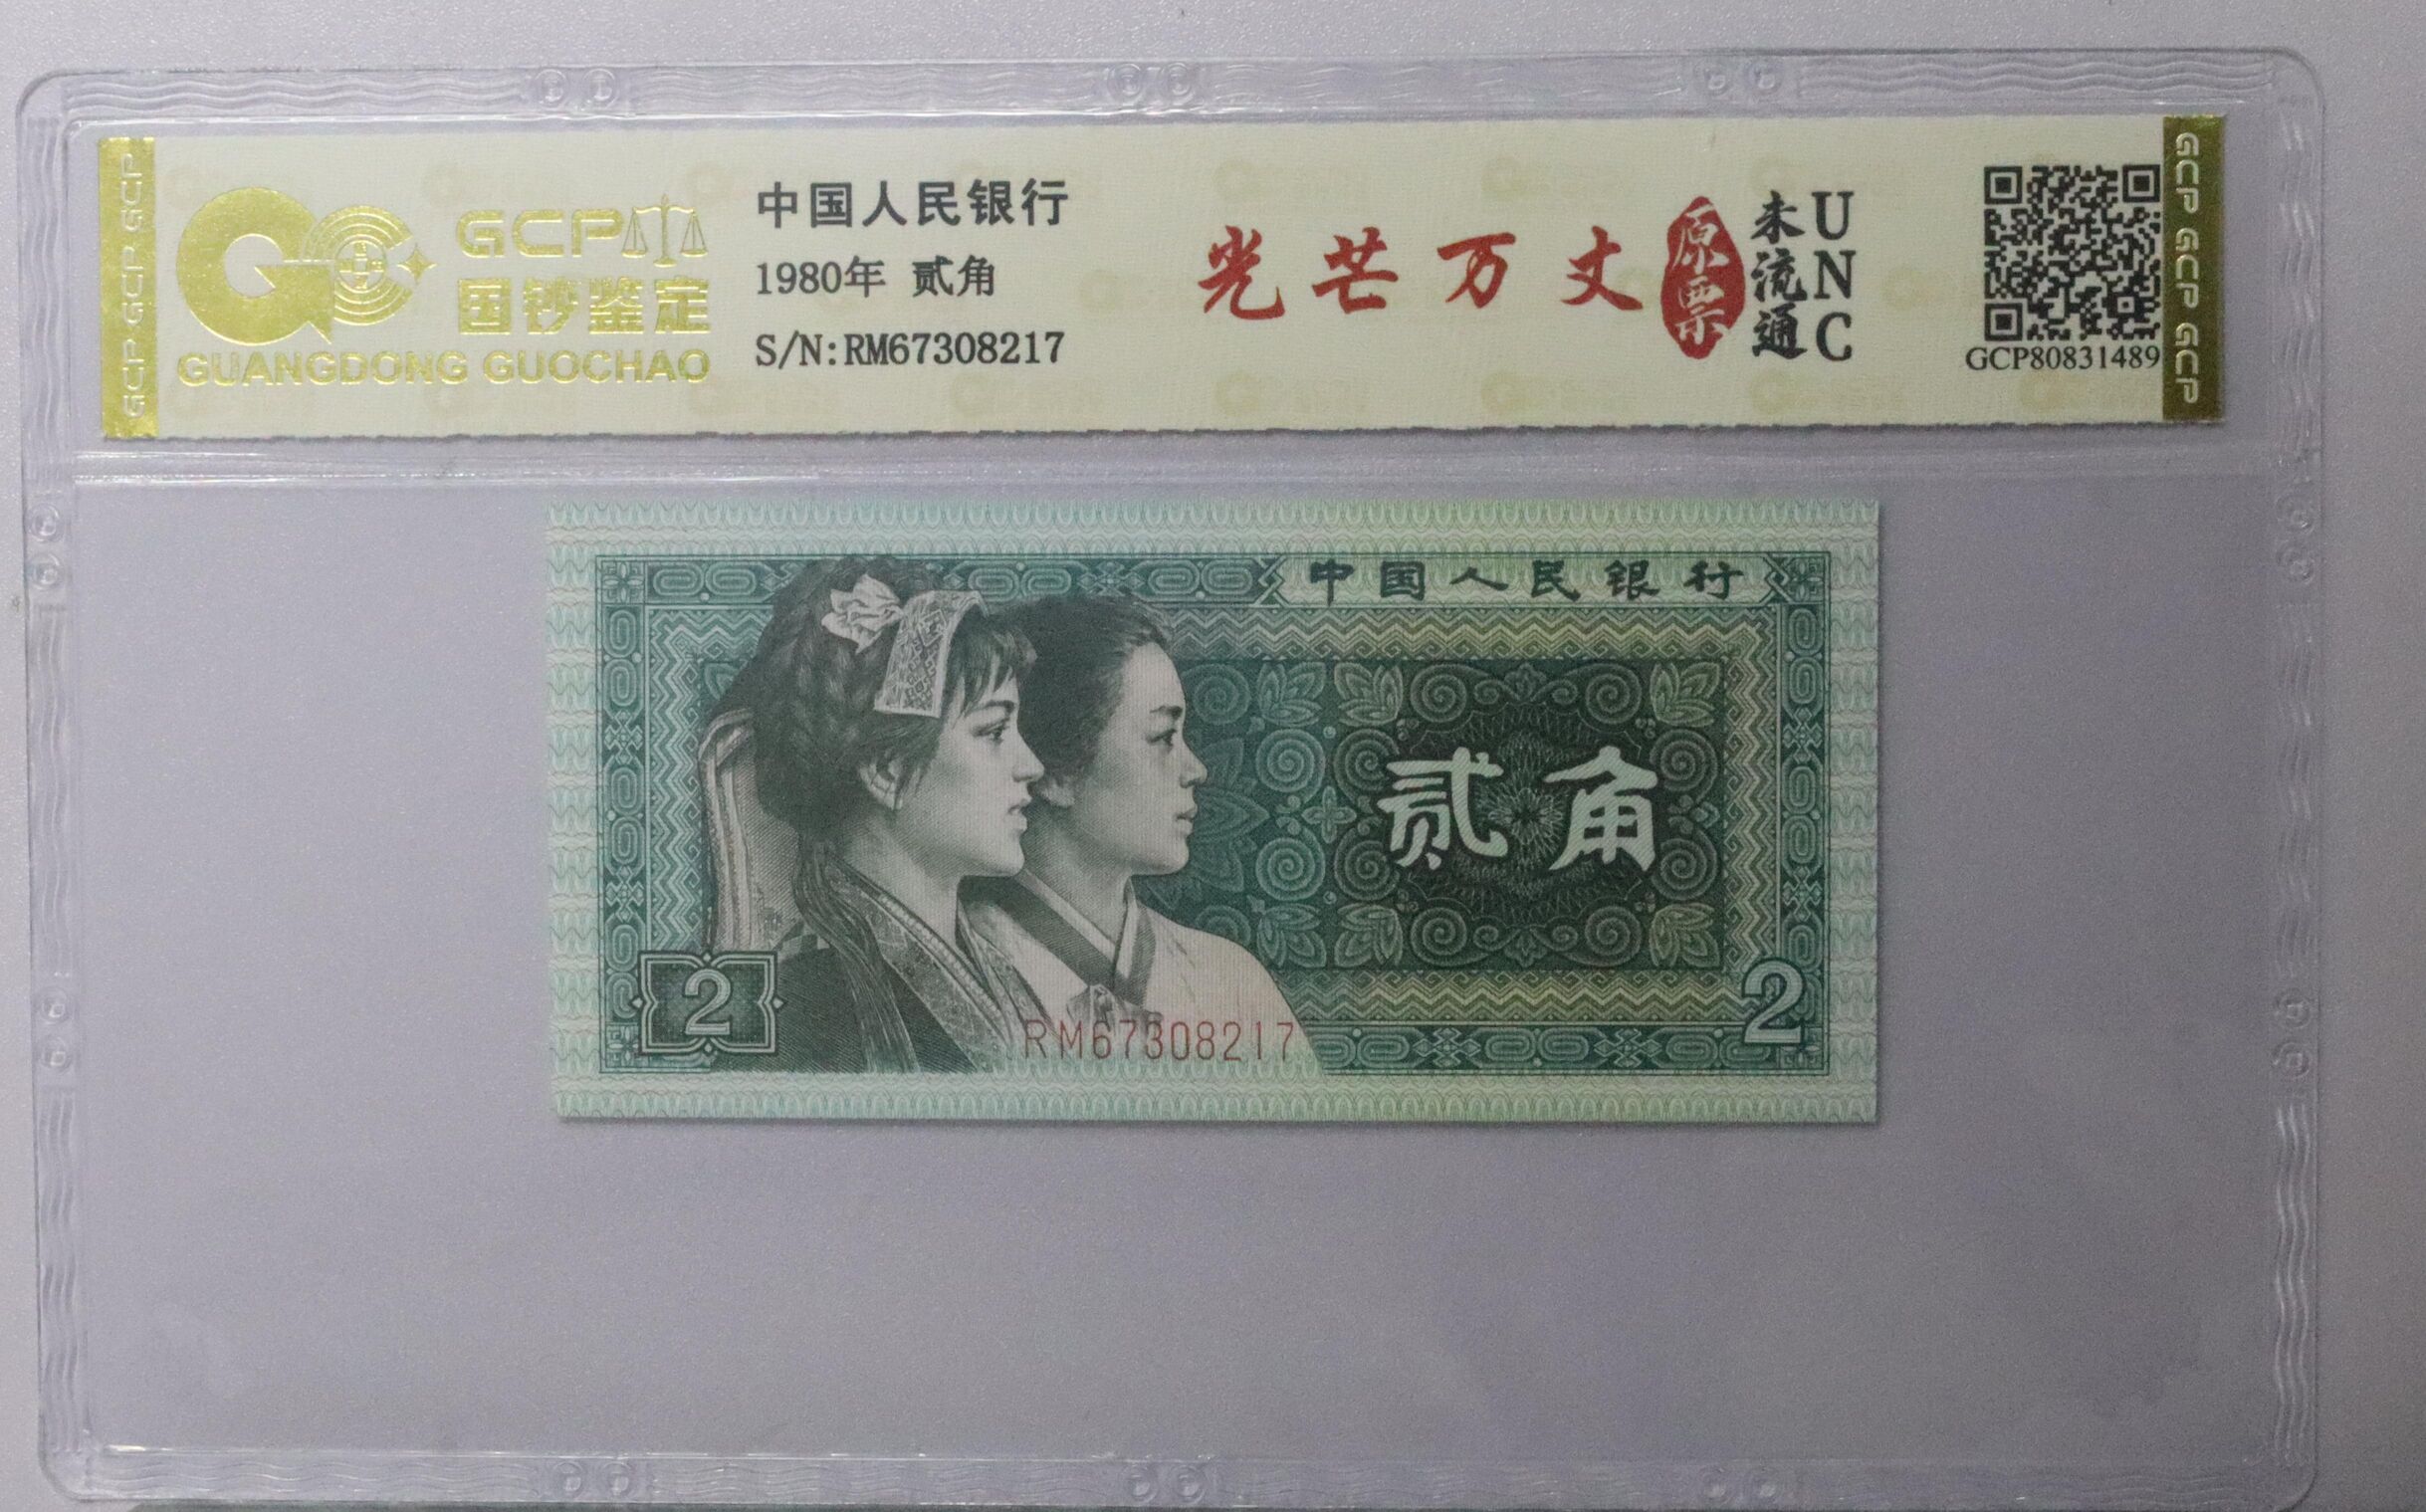 GCP GCP GCP
GCP
国钞鉴定
GUANGDONG GUOCHAO
中国人民银行
1980年 贰角
S/N:RM67308217
光芒万丈
原票
未流通
UNC
GCP80831489
GCP GCP GCP
中国人民银行
贰角
2
2
RM67308217